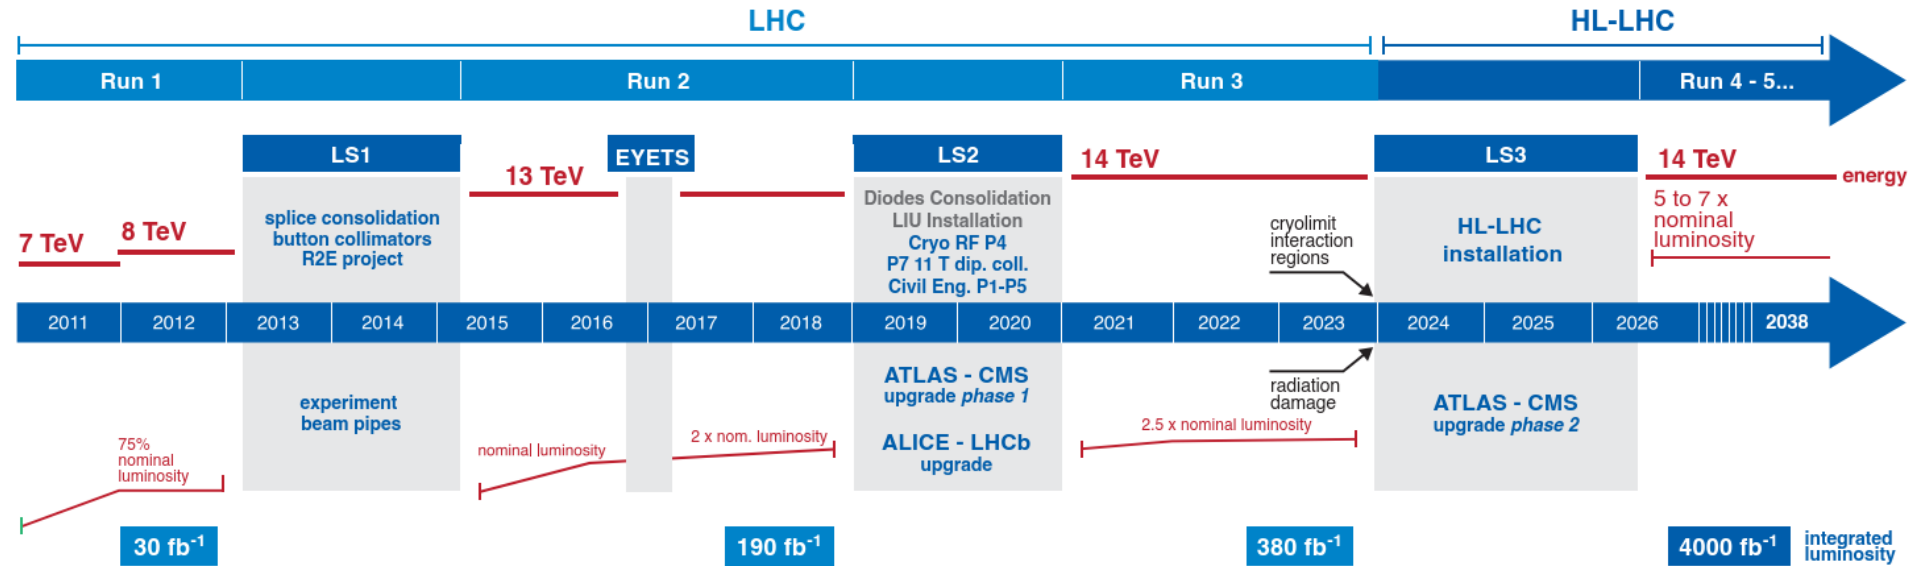 LHC
HL-LHC
Run 1
Run 2
Run 3
Run 4 - 5...
LS1
EYETS
LS2
14 TeV
LS3
14 TeV
energy
13 TeV
7 TeV
8 TeV
splice consolidation
button collimators
R2E project
Diodes Consolidation
LIU Installation
Cryo RF P4
P7 11 T dip. coll.
Civil Eng. P1-P5
cryolimit
interaction
regions
HL-LHC
installation
5 to 7 x
nominal
luminosity
2011
2012
2013
2014
2015
2016
2017
2018
2019
2020
2021
2022
2023
2024
2025
2026
2038
experiment
beam pipes
ATLAS - CMS
upgrade phase 1
ALICE - LHCb
upgrade
radiation
damage
ATLAS - CMS
upgrade phase 2
75%
nominal
luminosity
nominal luminosity
2 x nom. luminosity
2.5 x nominal luminosity
30 fb⁻¹
190 fb⁻¹
380 fb⁻¹
4000 fb⁻¹
integrated
luminosity